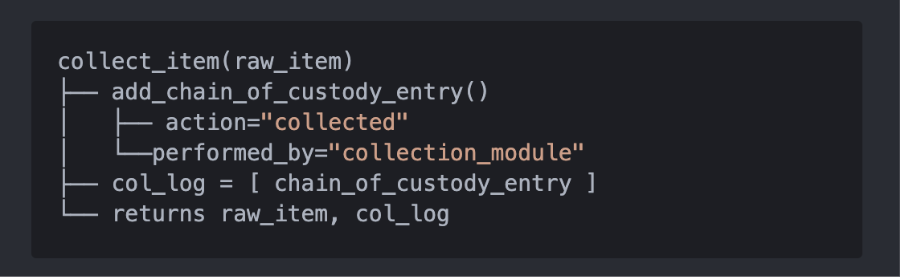 collect_item(raw_item)
├── add_chain_of_custody_entry()
│   ├── action="collected"
│   └──performed_by="collection_module"
├── col_log = [ chain_of_custody_entry ]
└── returns raw_item, col_log